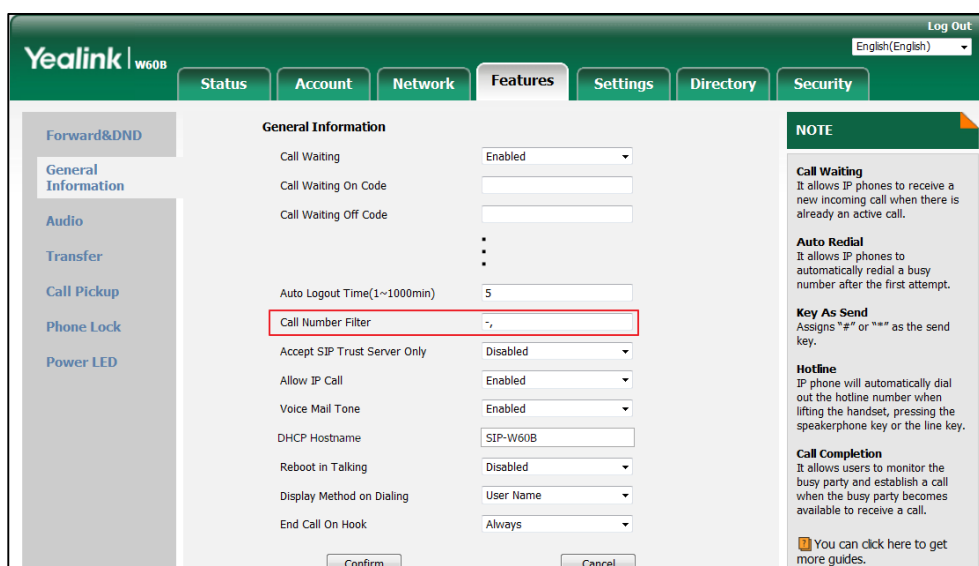 Log Out
English(English)
Yealink | W60B
Status Account Network Features Settings Directory Security
Forward&DND
General
Information
Audio
Transfer
Call Pickup
Phone Lock
Power LED
General Information
Call Waiting Enabled
Call Waiting On Code
Call Waiting Off Code
Auto Logout Time(1~1000min) 5
Call Number Filter -,
Accept SIP Trust Server Only Disabled
Allow IP Call Enabled
Voice Mail Tone Enabled
DHCP Hostname SIP-W60B
Reboot in Talking Disabled
Display Method on Dialing User Name
End Call On Hook Always
Confirm Cancel
NOTE
Call Waiting
It allows IP phones to receive a
new incoming call when there is
already an active call.
Auto Redial
It allows IP phones to
automatically redial a busy
number after the first attempt.
Key As Send
Assigns "#" or "*" as the send
key.
Hotline
IP phone will automatically dial
out the hotline number when
lifting the handset, pressing the
speakerphone key or the line key.
Call Completion
It allows users to monitor the
busy party and establish a call
when the busy party becomes
available to receive a call.
You can click here to get
more guides.